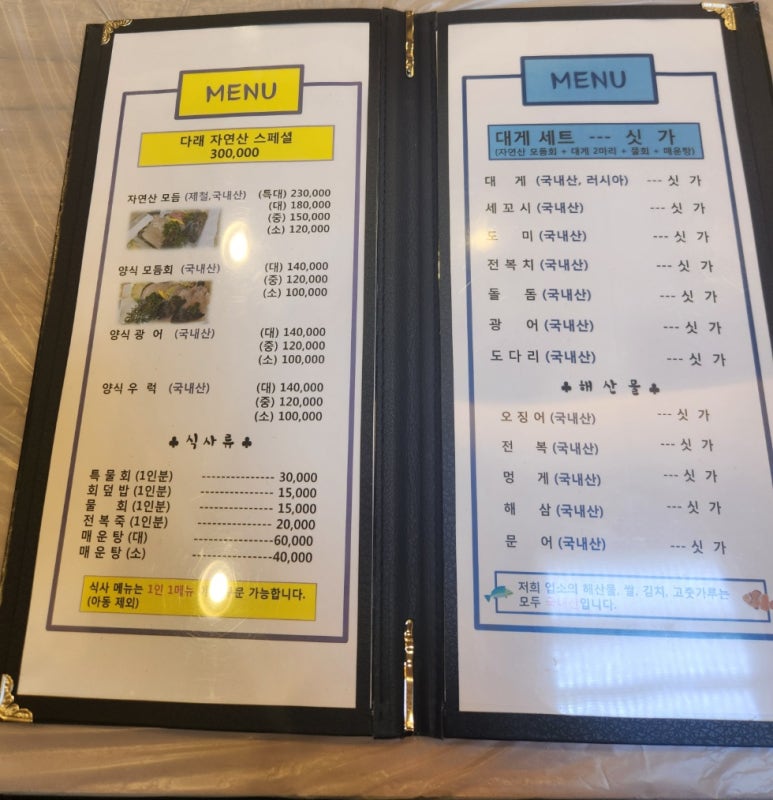 MENU
다래 자연산 스페셜
300,000
자연산 모듬 (제철,국내산) (특대) 230,000
(대) 180,000
(중) 150,000
(소) 120,000
양식 모듬회 (국내산) (대) 140,000
(중) 120,000
(소) 100,000
양식 광 어 (국내산) (대) 140,000
(중) 120,000
(소) 100,000
양식 우 럭 (국내산) (대) 140,000
(중) 120,000
(소) 100,000
♣ 식 사 류 ♣
특 물 회 (1인분) --------------- 30,000
회 덮 밥 (1인분) --------------- 15,000
물 회 (1인분) --------------- 15,000
전 복 죽 (1인분) --------------- 20,000
매 운 탕 (대) ----------------60,000
매 운 탕 (소) ----------------40,000
식사 메뉴는 1인 1메뉴 가능합니다.
(아동 제외)
MENU
대게 세트 --- 싯 가
(자연산 모듬회 + 대게 2마리 + 물회 + 매운탕)
대 게 (국내산, 러시아) --- 싯 가
세 꼬 시 (국내산) --- 싯 가
도 미 (국내산) --- 싯 가
전 복 치 (국내산) --- 싯 가
돌 돔 (국내산) --- 싯 가
광 어 (국내산) --- 싯 가
도 다 리 (국내산) --- 싯 가
♣ 해 산 물 ♣
오 징 어 (국내산) --- 싯 가
전 복 (국내산) --- 싯 가
멍 게 (국내산) --- 싯 가
해 삼 (국내산) --- 싯 가
문 어 (국내산) --- 싯 가
저희 업소의 해산물, 쌀, 김치, 고춧가루는
모두 국내산입니다.